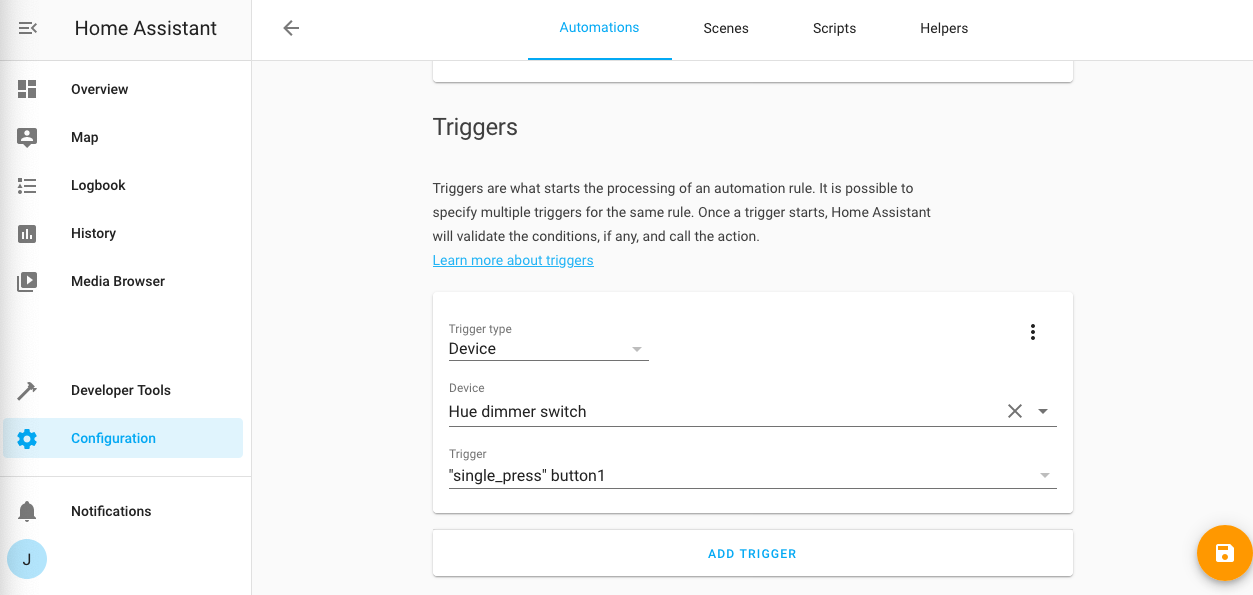 Home Assistant
Automations
Scenes
Scripts
Helpers
Overview
Map
Logbook
History
Media Browser
Developer Tools
Configuration
Notifications
J
Triggers
Triggers are what starts the processing of an automation rule. It is possible to
specify multiple triggers for the same rule. Once a trigger starts, Home Assistant
will validate the conditions, if any, and call the action.
Learn more about triggers
Trigger type
Device
Device
Hue dimmer switch
Trigger
"single_press" button1
ADD TRIGGER